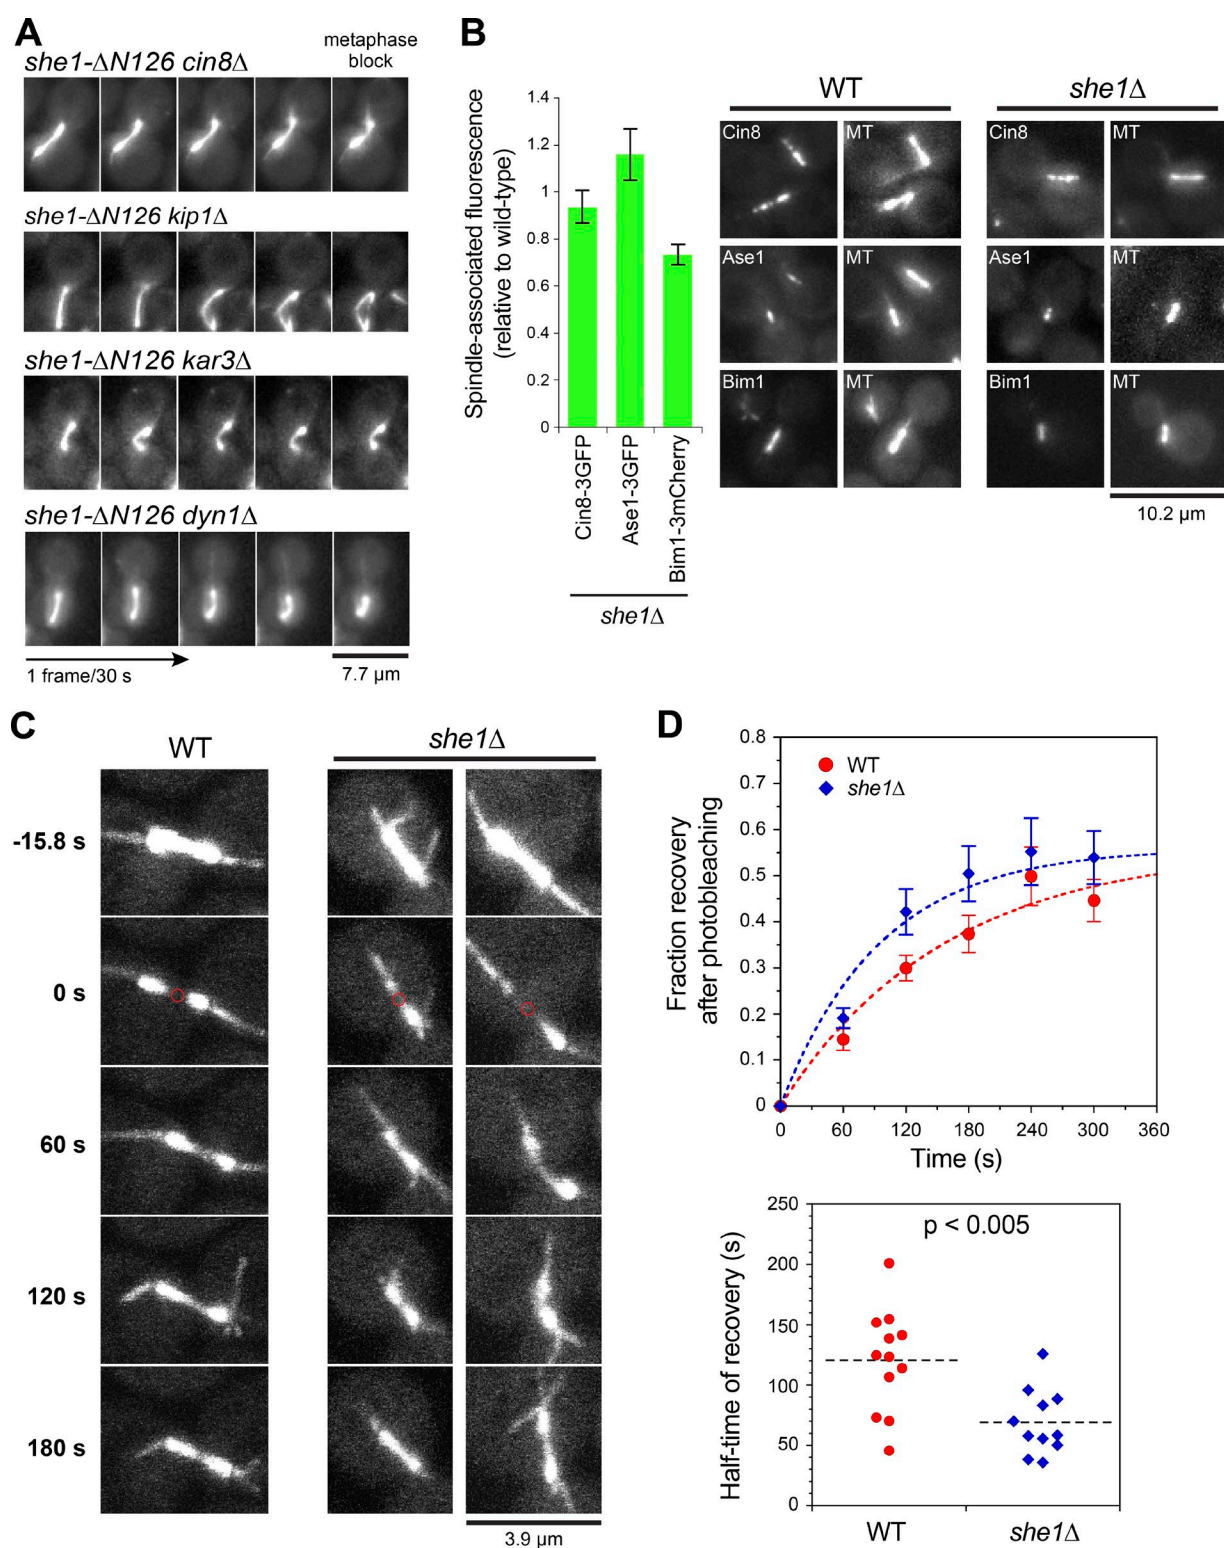 A
metaphase
block
she1-ΔN126 cin8Δ
she1-ΔN126 kip1Δ
she1-ΔN126 kar3Δ
she1-ΔN126 dyn1Δ
1 frame/30 s
7.7 µm
B
Spindle-associated fluorescence
(relative to wild-type)
1.4
1.2
1
0.8
0.6
0.4
0.2
0
Cin8-3GFP
Ase1-3GFP
Bim1-3mCherry
she1Δ
WT
she1Δ
Cin8
MT
Cin8
MT
Ase1
MT
Ase1
MT
Bim1
MT
Bim1
MT
10.2 µm
C
WT
she1Δ
-15.8 s
0 s
60 s
120 s
180 s
3.9 µm
D
Fraction recovery
after photobleaching
0.8
0.7
0.6
0.5
0.4
0.3
0.2
0.1
0
WT
she1Δ
0
60
120
180
240
300
360
Time (s)
Half-time of recovery (s)
250
200
150
100
50
0
p < 0.005
WT
she1Δ